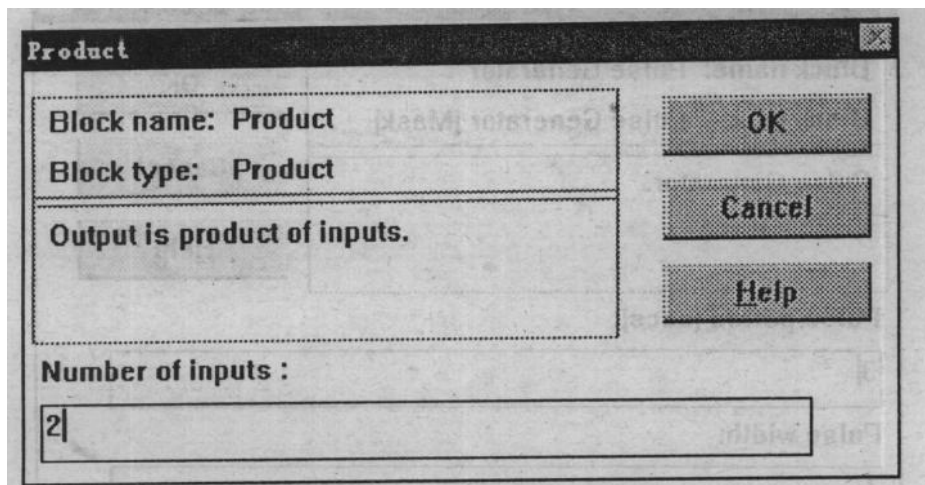 Product
Block name: Product
Block type: Product
Output is product of inputs.
OK
Cancel
Help
Number of inputs :
2